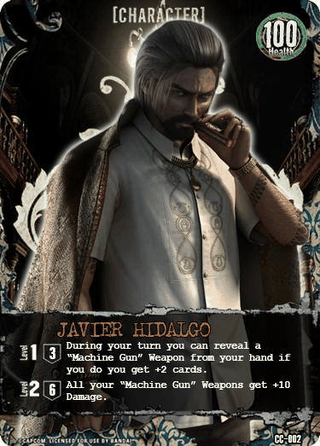 [CHARACTER]
100
Health
JAVIER HIDALGO
Level 1 3 During your turn you can reveal a
"Machine Gun" Weapon from your hand if
you do you get +2 cards.
Level 2 6 All your "Machine Gun" Weapons get +10
Damage.
©CAPCOM. LICENSED FOR USE BY BANDAI
CC-002